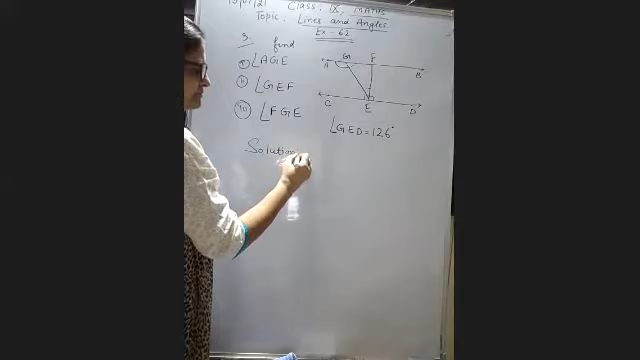 Class: IX, MATHS
Topic: Lines and Angles
Ex-6.2
3. find
(i) ∠AGE
(ii) ∠GEF
(iii) ∠FGE
A G F B
C E D
∠GED = 126°
Solution